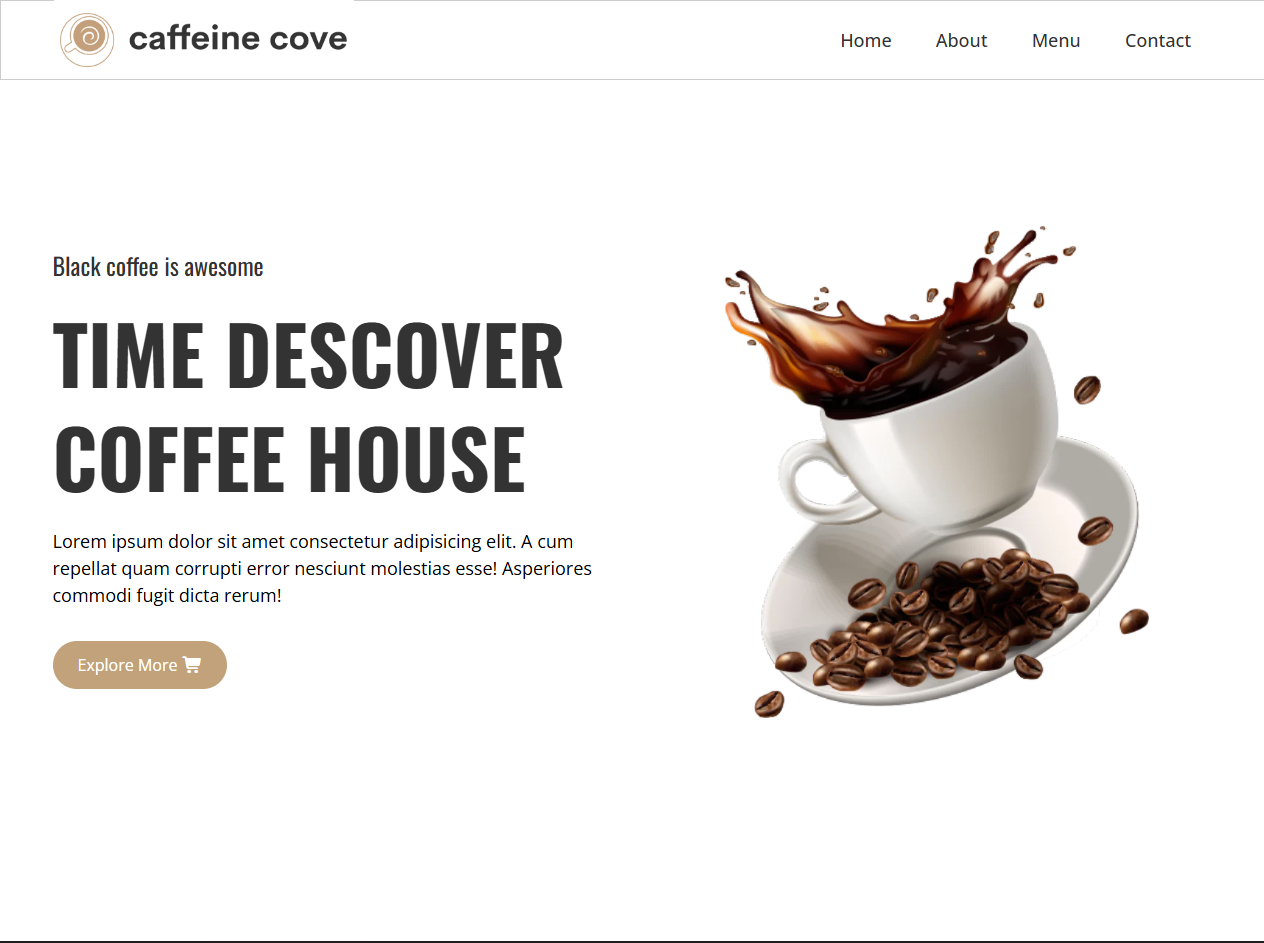 caffeine cove
Home About Menu Contact
Black coffee is awesome
TIME DESCOVER
COFFEE HOUSE
Lorem ipsum dolor sit amet consectetur adipisicing elit. A cum
repellat quam corrupti error nesciunt molestias esse! Asperiores
commodi fugit dicta rerum!
Explore More